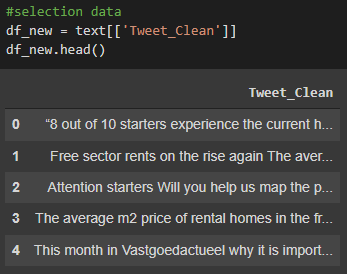 #selection data
df_new = text[['Tweet_Clean']]
df_new.head()
Tweet_Clean
0 “8 out of 10 starters experience the current h...
1 Free sector rents on the rise again The aver...
2 Attention starters Will you help us map the p...
3 The average m2 price of rental homes in the fr...
4 This month in Vastgoedactueel why it is import...